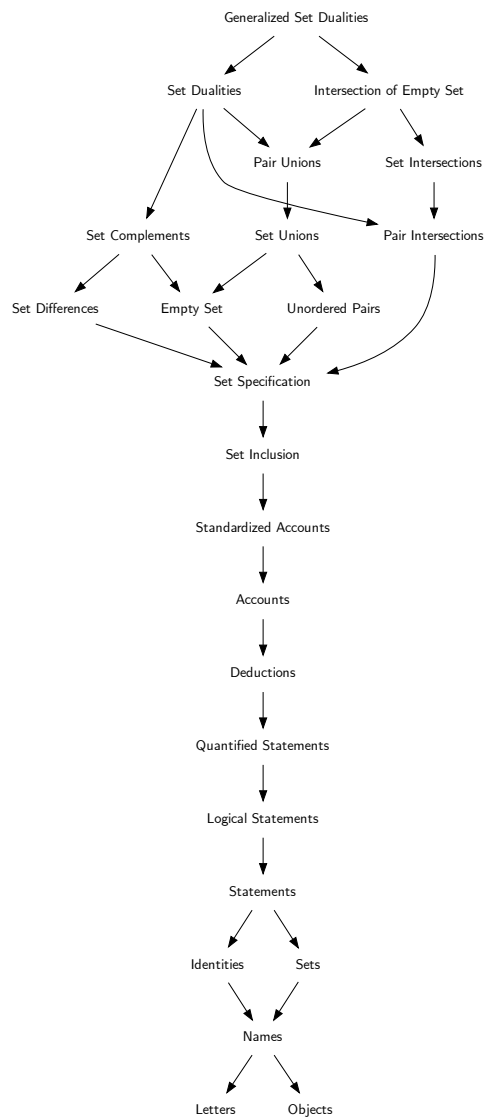 Generalized Set Dualities
Set Dualities
Intersection of Empty Set
Pair Unions
Set Intersections
Set Complements
Set Unions
Pair Intersections
Set Differences
Empty Set
Unordered Pairs
Set Specification
Set Inclusion
Standardized Accounts
Accounts
Deductions
Quantified Statements
Logical Statements
Statements
Identities
Sets
Names
Letters
Objects